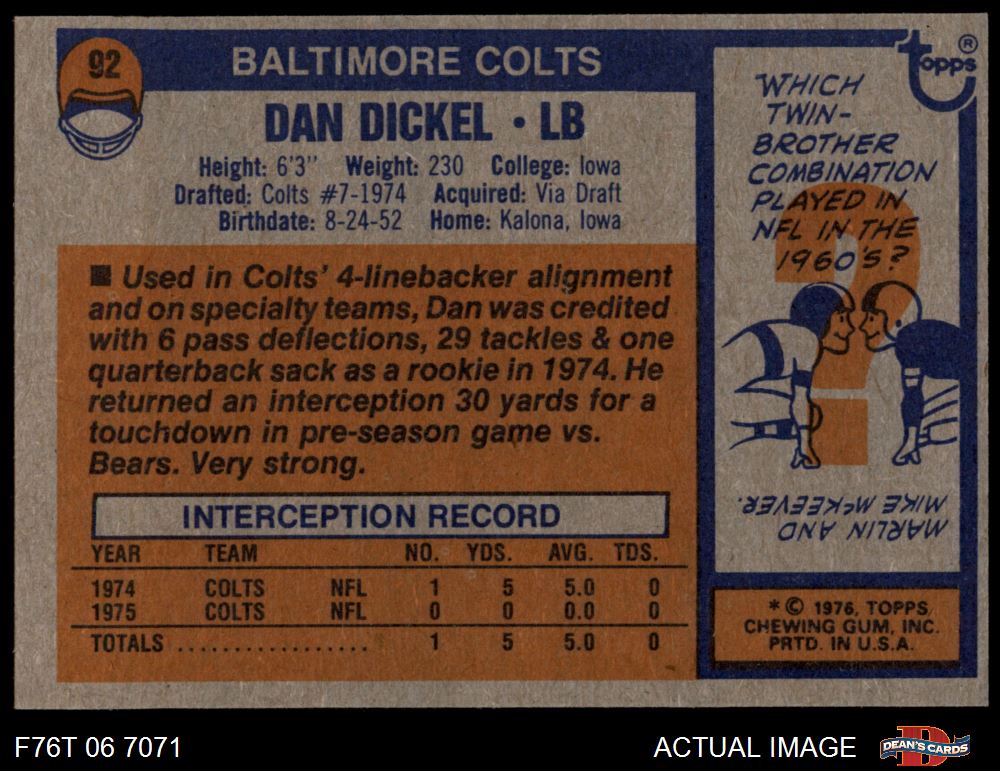 92
BALTIMORE COLTS
DAN DICKEL • LB
Height: 6'3" Weight: 230 College: Iowa
Drafted: Colts #7-1974 Acquired: Via Draft
Birthdate: 8-24-52 Home: Kalona, Iowa
■ Used in Colts' 4-linebacker alignment
and on specialty teams, Dan was credited
with 6 pass deflections, 29 tackles & one
quarterback sack as a rookie in 1974. He
returned an interception 30 yards for a
touchdown in pre-season game vs.
Bears. Very strong.
INTERCEPTION RECORD
YEAR TEAM NO. YDS. AVG. TDS.
1974 COLTS NFL 1 5 5.0 0
1975 COLTS NFL 0 0 0.0 0
TOTALS .................. 1 5 5.0 0
topps ®
WHICH
TWIN-
BROTHER
COMBINATION
PLAYED IN
NFL IN THE
1960'S?
?
MARLIN AND
MIKE McKEEVER.
* © 1976, TOPPS
CHEWING GUM, INC.
PRTD. IN U.S.A.
F76T 06 7071
ACTUAL IMAGE
DEAN'S CARDS